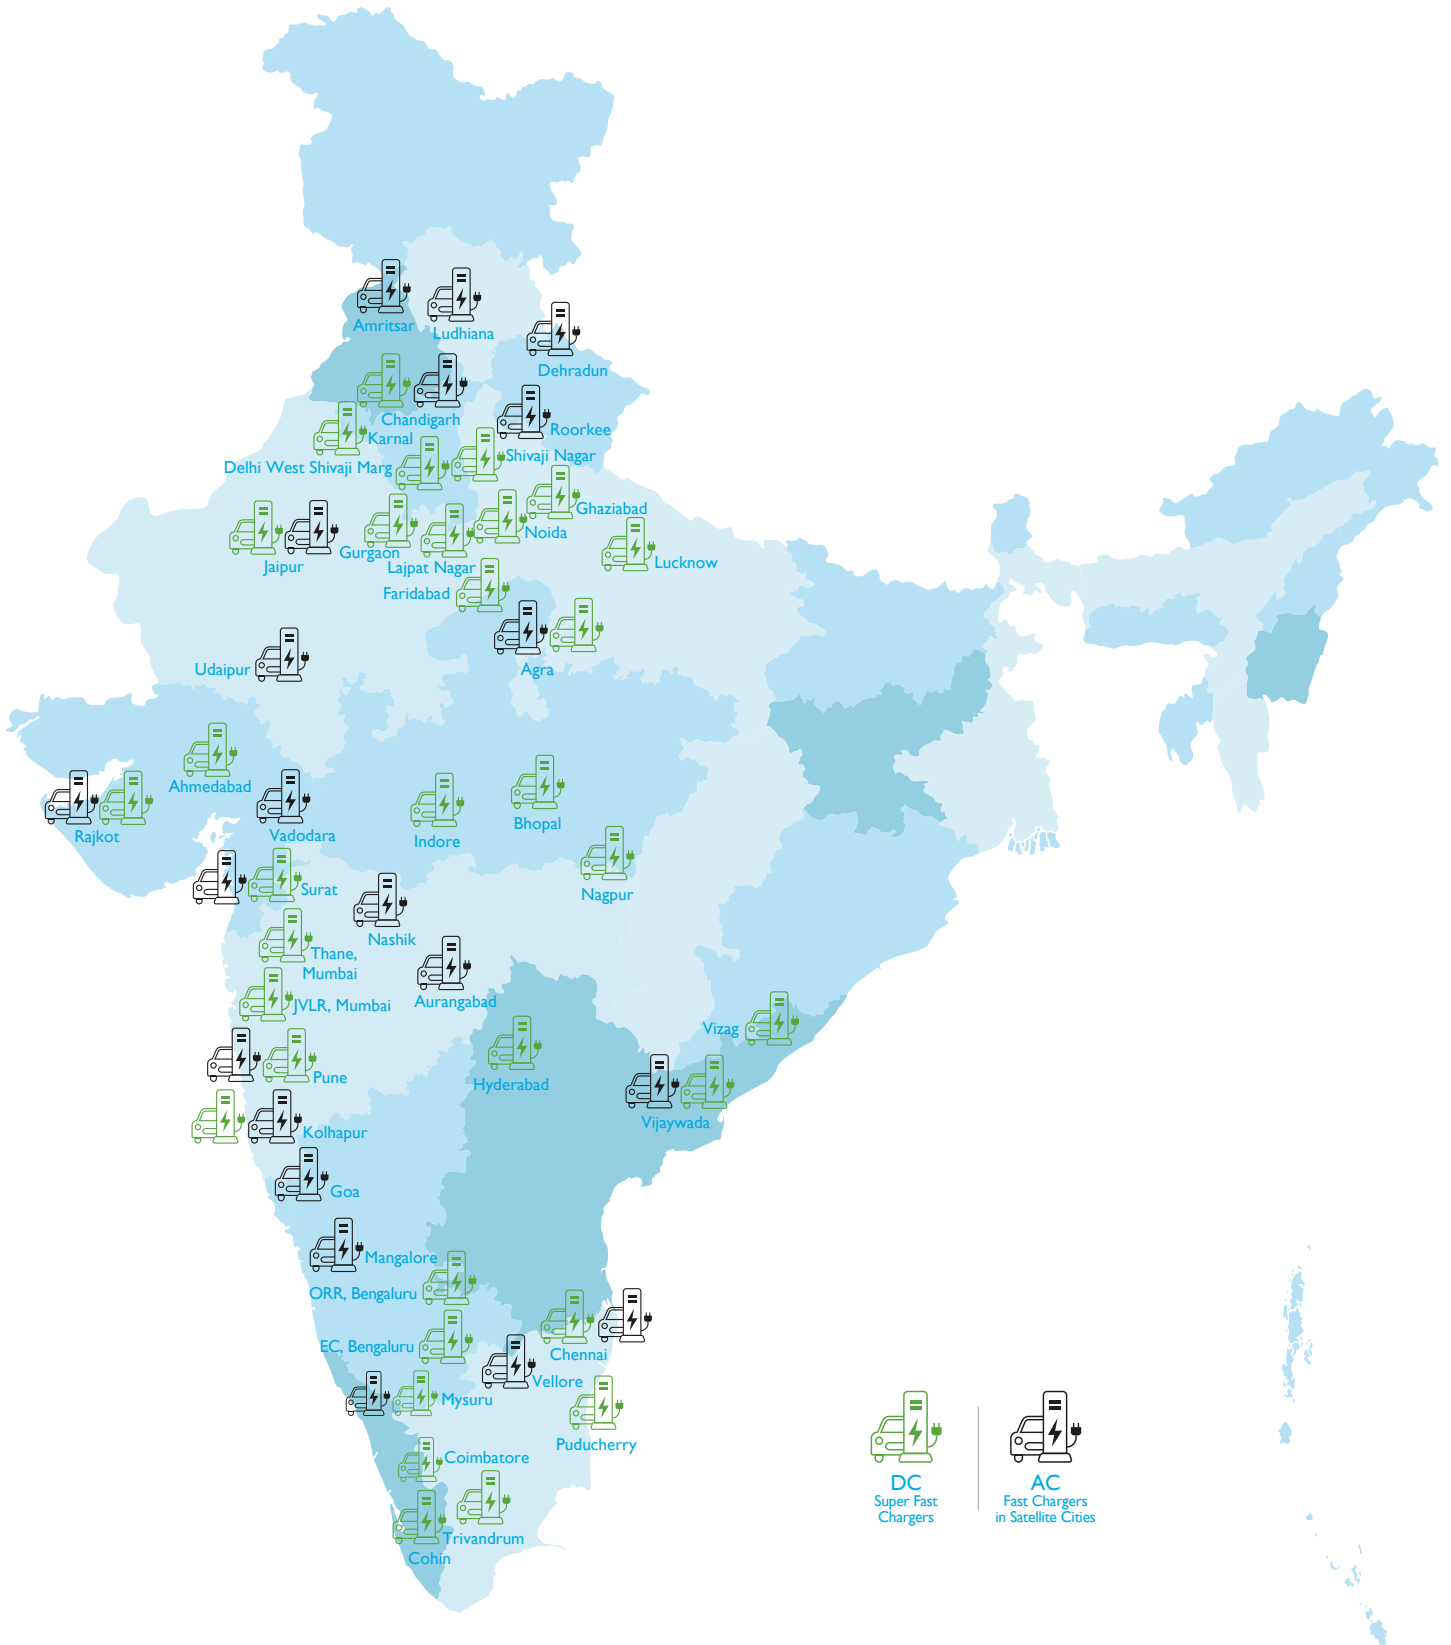 Amritsar
Ludhiana
Dehradun
Chandigarh
Roorkee
Karnal
Shivaji Nagar
Delhi West Shivaji Marg
Ghaziabad
Noida
Gurgaon
Lucknow
Jaipur
Lajpat Nagar
Faridabad
Udaipur
Agra
Ahmedabad
Rajkot
Vadodara
Indore
Bhopal
Surat
Nagpur
Nashik
Thane,
Mumbai
Aurangabad
JVLR, Mumbai
Vizag
Pune
Hyderabad
Vijaywada
Kolhapur
Goa
Mangalore
ORR, Bengaluru
EC, Bengaluru
Chennai
Vellore
Mysuru
Puducherry
Coimbatore
Trivandrum
Cohin
DC
Super Fast
Chargers
AC
Fast Chargers
in Satellite Cities